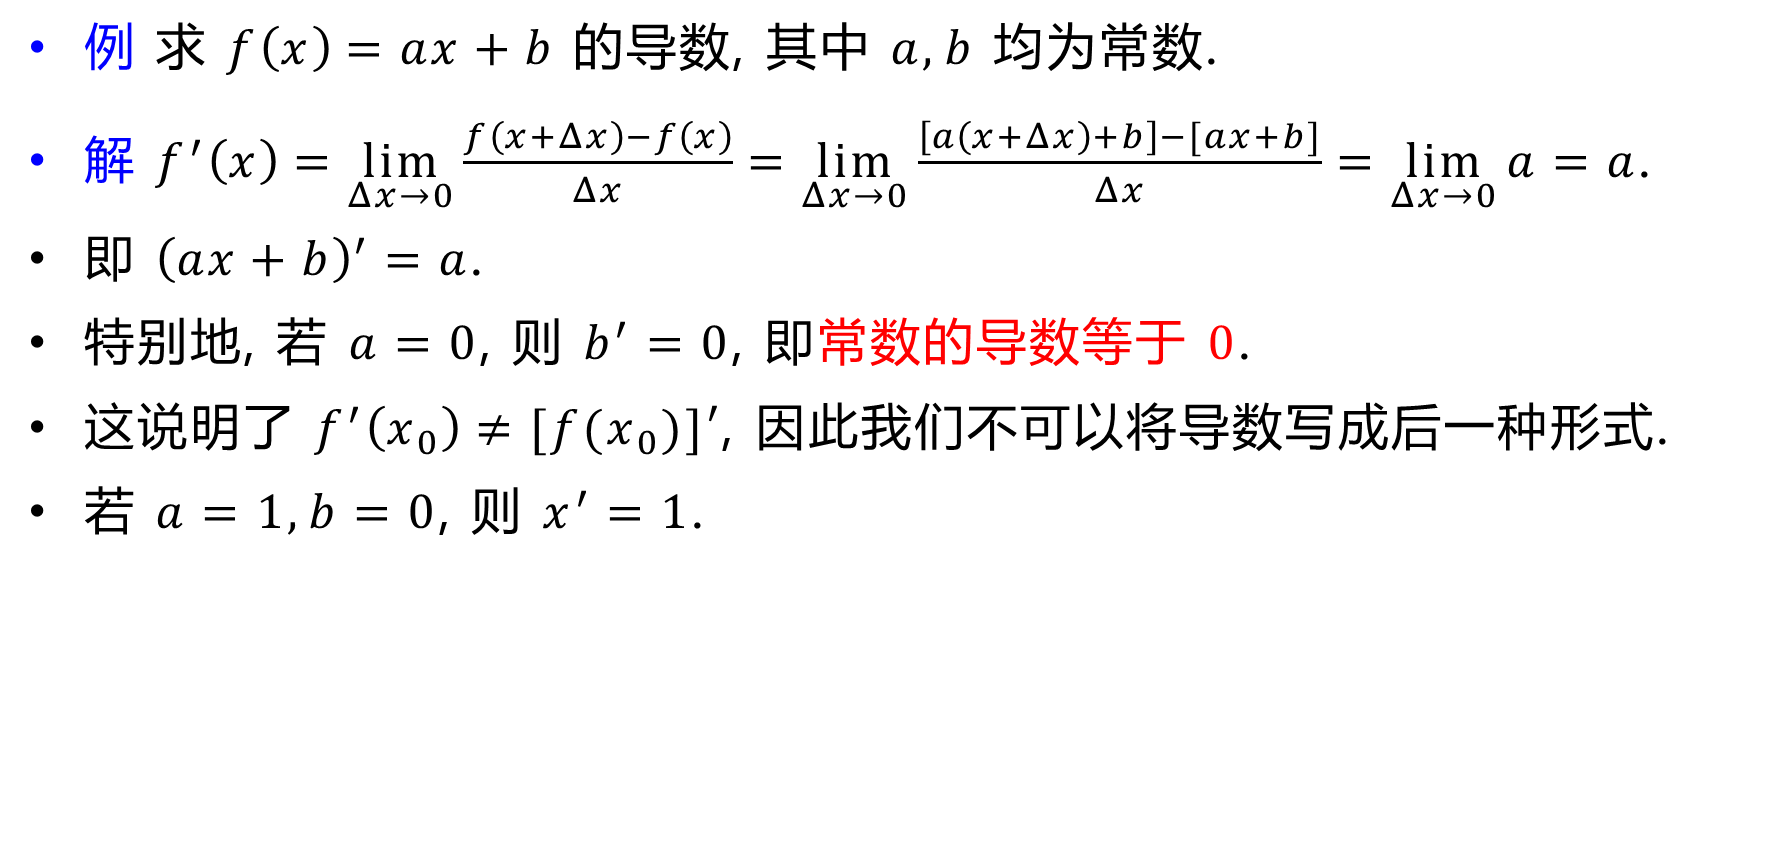 • 例 求 f(x) = ax + b 的导数, 其中 a, b 均为常数.
• 解 f′(x) = lim_{Δx→0} \frac{f(x+Δx)−f(x)}{Δx} = lim_{Δx→0} \frac{[a(x+Δx)+b]−[ax+b]}{Δx} = lim_{Δx→0} a = a.
• 即 (ax + b)′ = a.
• 特别地, 若 a = 0, 则 b′ = 0, 即常数的导数等于 0.
• 这说明了 f′(x₀) ≠ [f(x₀)]′, 因此我们不可以将导数写成后一种形式.
• 若 a = 1, b = 0, 则 x′ = 1.